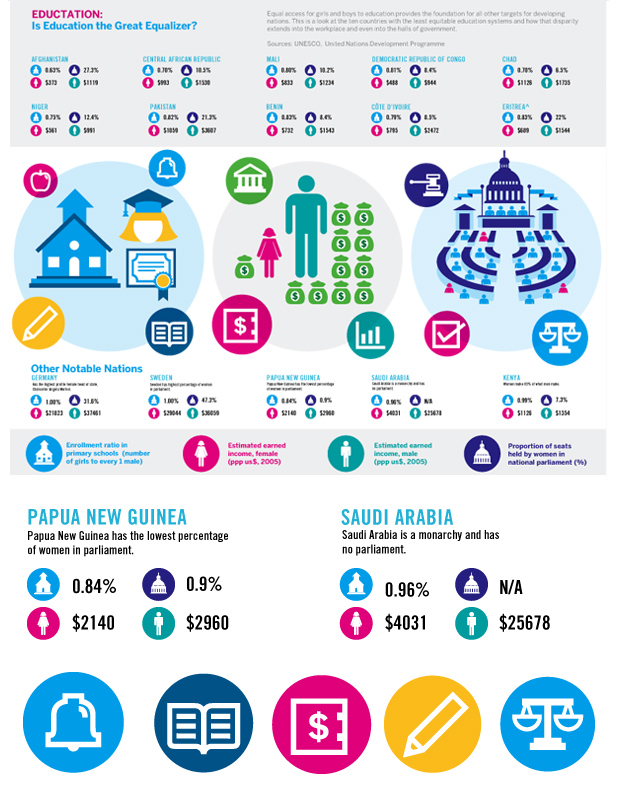 EDUCTATION:
Is Education the Great Equalizer?
Equal access for girls and boys to education provides the foundation for all other targets for developing
nations. This is a look at the ten countries with the least equitable education systems and how that disparity
extends into the workplace and even into the halls of government.
Sources: UNESCO, United Nations Development Programme
AFGHANISTAN
0.63% 27.3%
$373 $1119
CENTRAL AFRICAN REPUBLIC
0.70% 10.5%
$993 $1530
MALI
0.80% 10.2%
$833 $1234
DEMOCRATIC REPUBLIC OF CONGO
0.81% 8.4%
$488 $944
CHAD
0.70% 6.5%
$1126 $1735
NIGER
0.73% 12.4%
$561 $991
PAKISTAN
0.82% 21.3%
$1059 $3607
BENIN
0.83% 8.4%
$732 $1543
CÔTE D'IVOIRE
0.79% 8.5%
$795 $2472
ERITREA^
0.83% 22%
$689 $1544
$ $ $ $ $ $ $ $ $ $ $
$
Other Notable Nations
GERMANY
Has the highest profile female head of state,
Chancellor Angela Merkel.
1.00% 31.6%
$21823 $37461
SWEDEN
Sweden has highest percentage of women
in parliament.
1.00% 47.3%
$29044 $36059
PAPUA NEW GUINEA
Papua New Guinea has the lowest percentage
of women in parliament.
0.84% 0.9%
$2140 $2960
SAUDI ARABIA
Saudi Arabia is a monarchy and has
no parliament.
0.96% N/A
$4031 $25678
KENYA
Women make 83% of what men make.
0.99% 7.3%
$1126 $1354
Enrollment ratio in
primary schools (number
of girls to every 1 male)
Estimated earned
income, female
(ppp us$, 2005)
Estimated earned
income, male
(ppp us$, 2005)
Proportion of seats
held by women in
national parliament (%)
PAPUA NEW GUINEA
Papua New Guinea has the lowest percentage
of women in parliament.
0.84% 0.9%
$2140 $2960
SAUDI ARABIA
Saudi Arabia is a monarchy and has
no parliament.
0.96% N/A
$4031 $25678
$